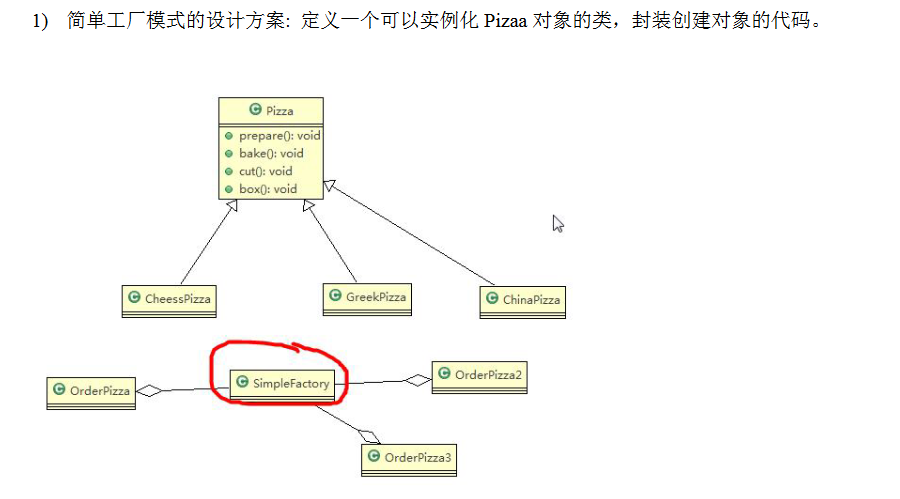 1) 简单工厂模式的设计方案: 定义一个可以实例化 Pizaa 对象的类，封装创建对象的代码。
C Pizza
prepare(): void
bake(): void
cut(): void
box(): void
C CheessPizza
C GreekPizza
C ChinaPizza
C OrderPizza
C SimpleFactory
C OrderPizza2
C OrderPizza3